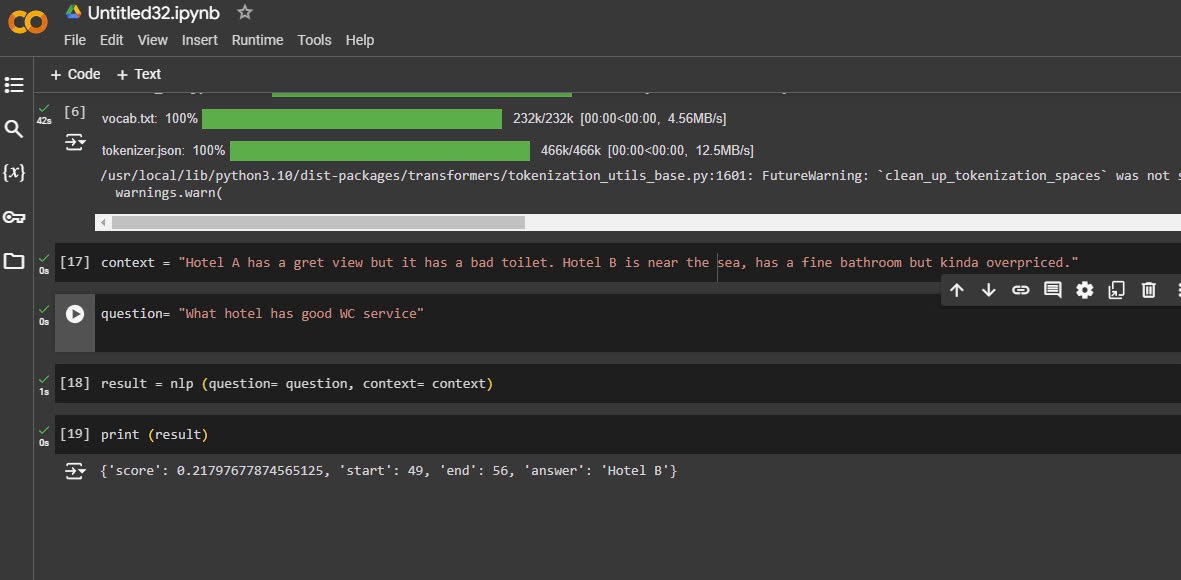 Untitled32.ipynb
File Edit View Insert Runtime Tools Help
+ Code + Text
[6]
42s
vocab.txt: 100% 232k/232k [00:00<00:00, 4.56MB/s]
tokenizer.json: 100% 466k/466k [00:00<00:00, 12.5MB/s]
/usr/local/lib/python3.10/dist-packages/transformers/tokenization_utils_base.py:1601: FutureWarning: `clean_up_tokenization_spaces` was not
warnings.warn(
{x}
[17] context = "Hotel A has a gret view but it has a bad toilet. Hotel B is near the sea, has a fine bathroom but kinda overpriced."
0s
question= "What hotel has good WC service"
0s
[18] result = nlp (question= question, context= context)
1s
[19] print (result)
0s
{'score': 0.21797677874565125, 'start': 49, 'end': 56, 'answer': 'Hotel B'}